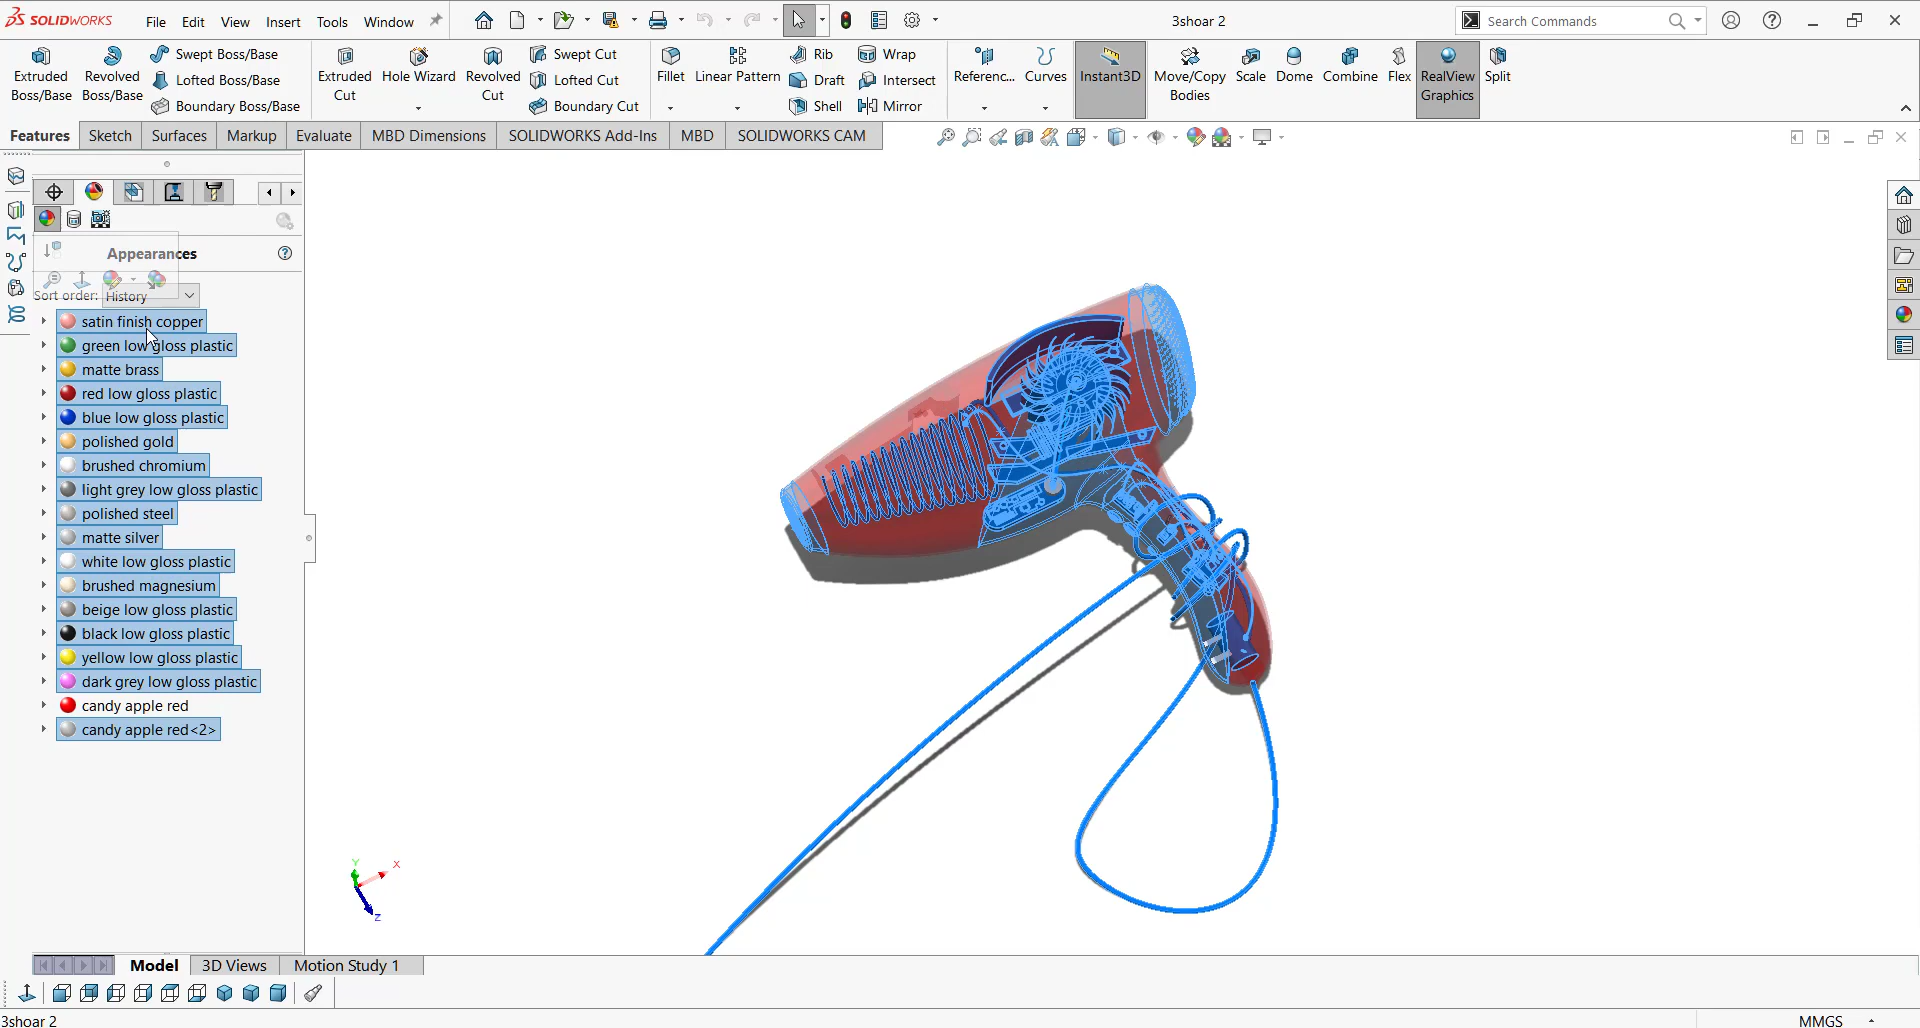 SOLIDWORKS File Edit View Insert Tools Window 3shoar 2 Search Commands
Extruded Boss/Base
Revolved Boss/Base
Swept Boss/Base
Lofted Boss/Base
Boundary Boss/Base
Extruded Cut
Hole Wizard
Revolved Cut
Swept Cut
Lofted Cut
Boundary Cut
Fillet
Linear Pattern
Rib
Draft
Shell
Wrap
Intersect
Mirror
Referenc...
Curves
Instant3D
Move/Copy Bodies
Scale
Dome
Combine
Flex
RealView Graphics
Split
Features Sketch Surfaces Markup Evaluate MBD Dimensions SOLIDWORKS Add-Ins MBD SOLIDWORKS CAM
Appearances
Sort order: History
satin finish copper
green low gloss plastic
matte brass
red low gloss plastic
blue low gloss plastic
polished gold
brushed chromium
light grey low gloss plastic
polished steel
matte silver
white low gloss plastic
brushed magnesium
beige low gloss plastic
black low gloss plastic
yellow low gloss plastic
dark grey low gloss plastic
candy apple red
candy apple red<2>
Y
X
Z
Model 3D Views Motion Study 1
3shoar 2 MMGS